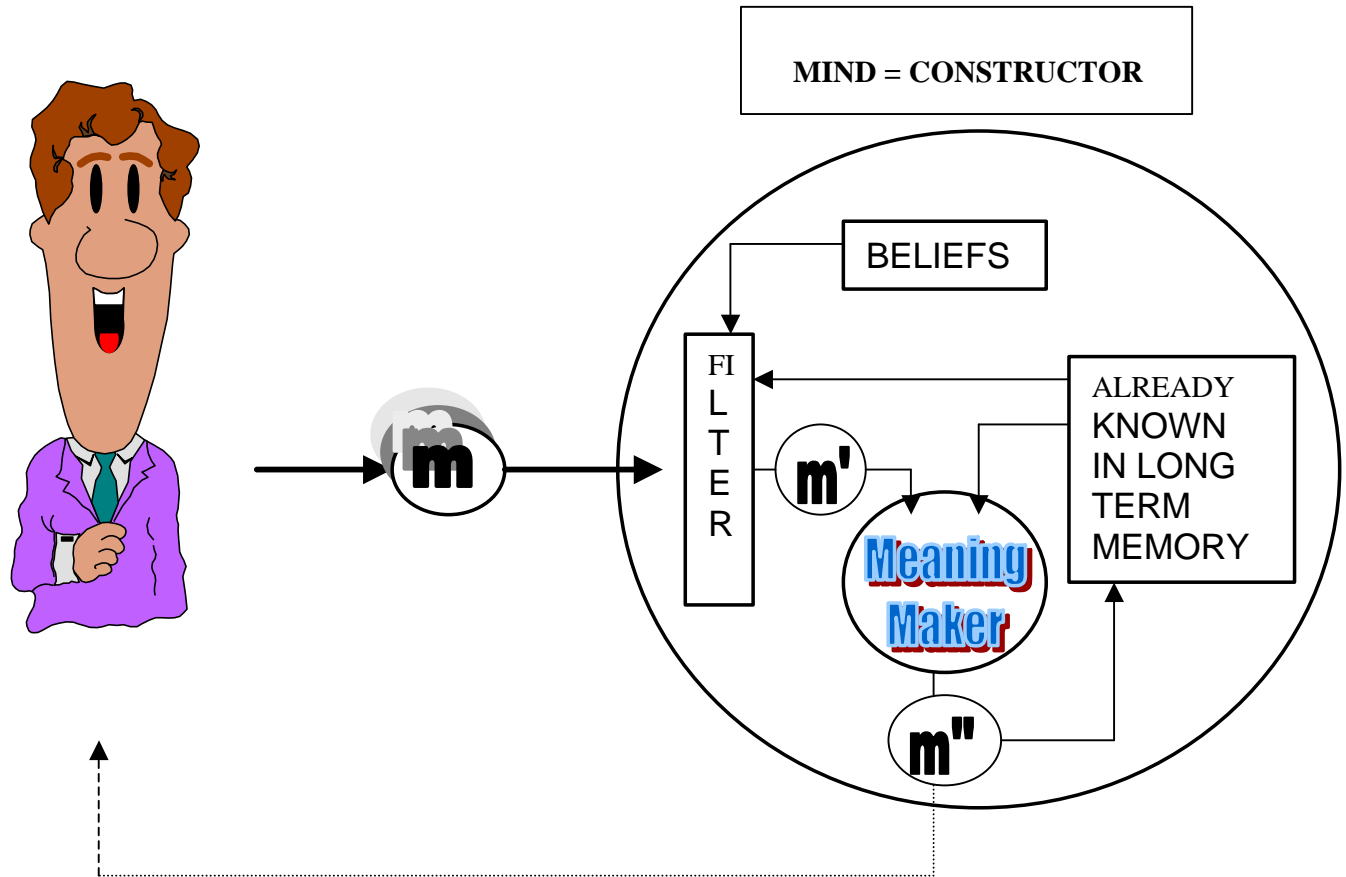 MIND = CONSTRUCTOR
BELIEFS
FI
L
T
E
R
ALREADY
KNOWN
IN LONG
TERM
MEMORY
m
m
m
m'
Meaning
Maker
m"